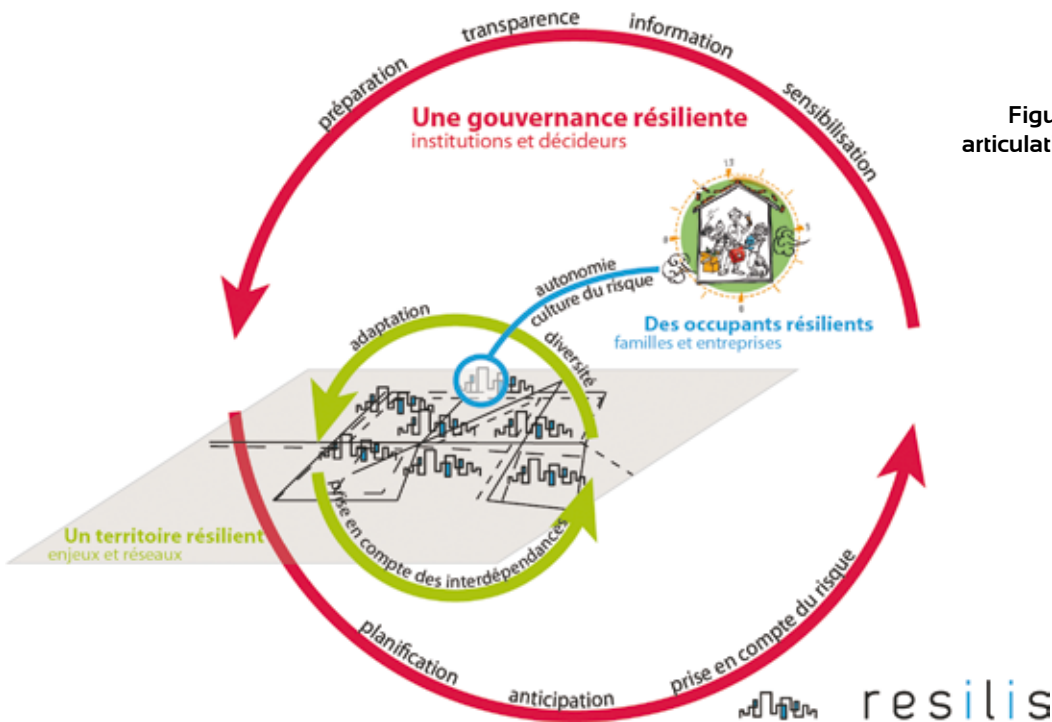 préparation
transparence
information
sensibilisation
Une gouvernance résiliente
institutions et décideurs
Figu
articulat
autonomie
culture du risque
Des occupants résilients
familles et entreprises
adaptation
diversité
prise en compte des interdépendances
Un territoire résilient
enjeux et réseaux
planification
anticipation
prise en compte du risque
resilis